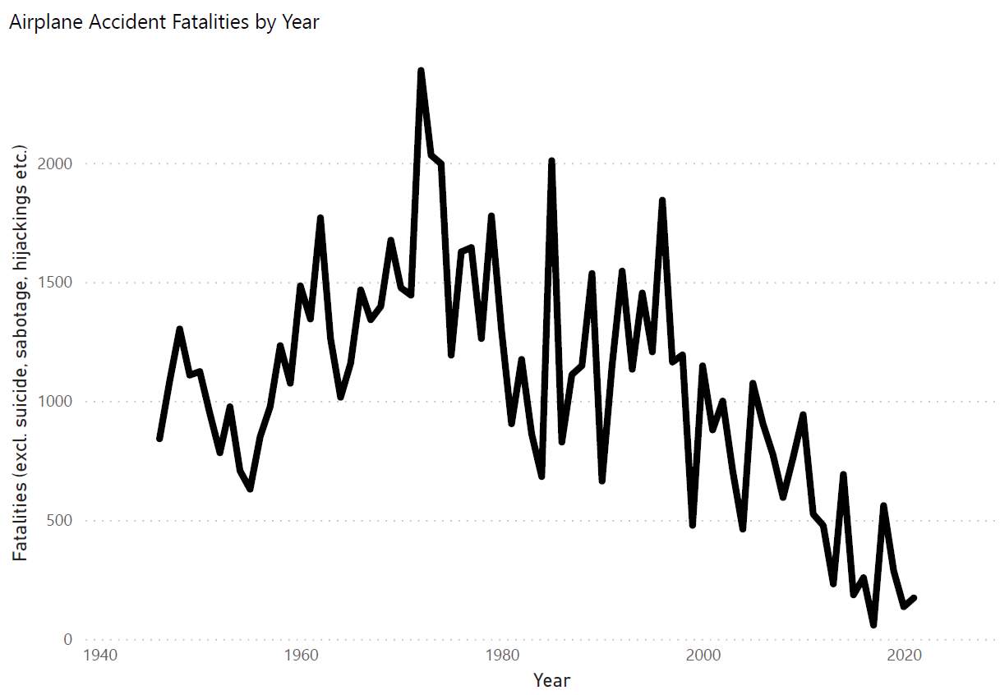 Airplane Accident Fatalities by Year
Fatalities (excl. suicide, sabotage, hijackings etc.)
2000
1500
1000
500
0
1940 1960 1980 2000 2020
Year